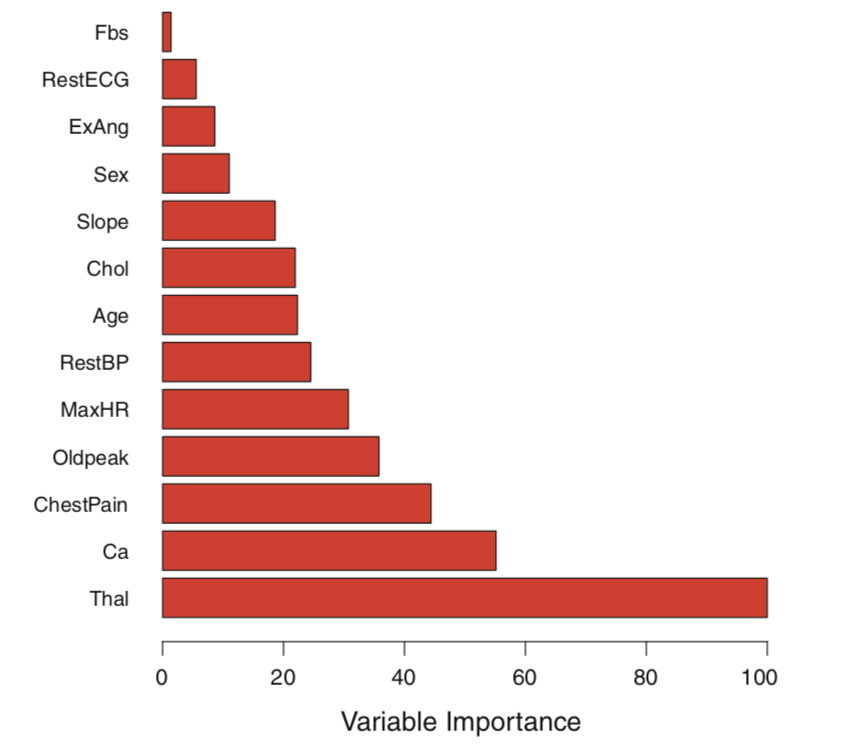 Fbs
RestECG
ExAng
Sex
Slope
Chol
Age
RestBP
MaxHR
Oldpeak
ChestPain
Ca
Thal
0 20 40 60 80 100
Variable Importance